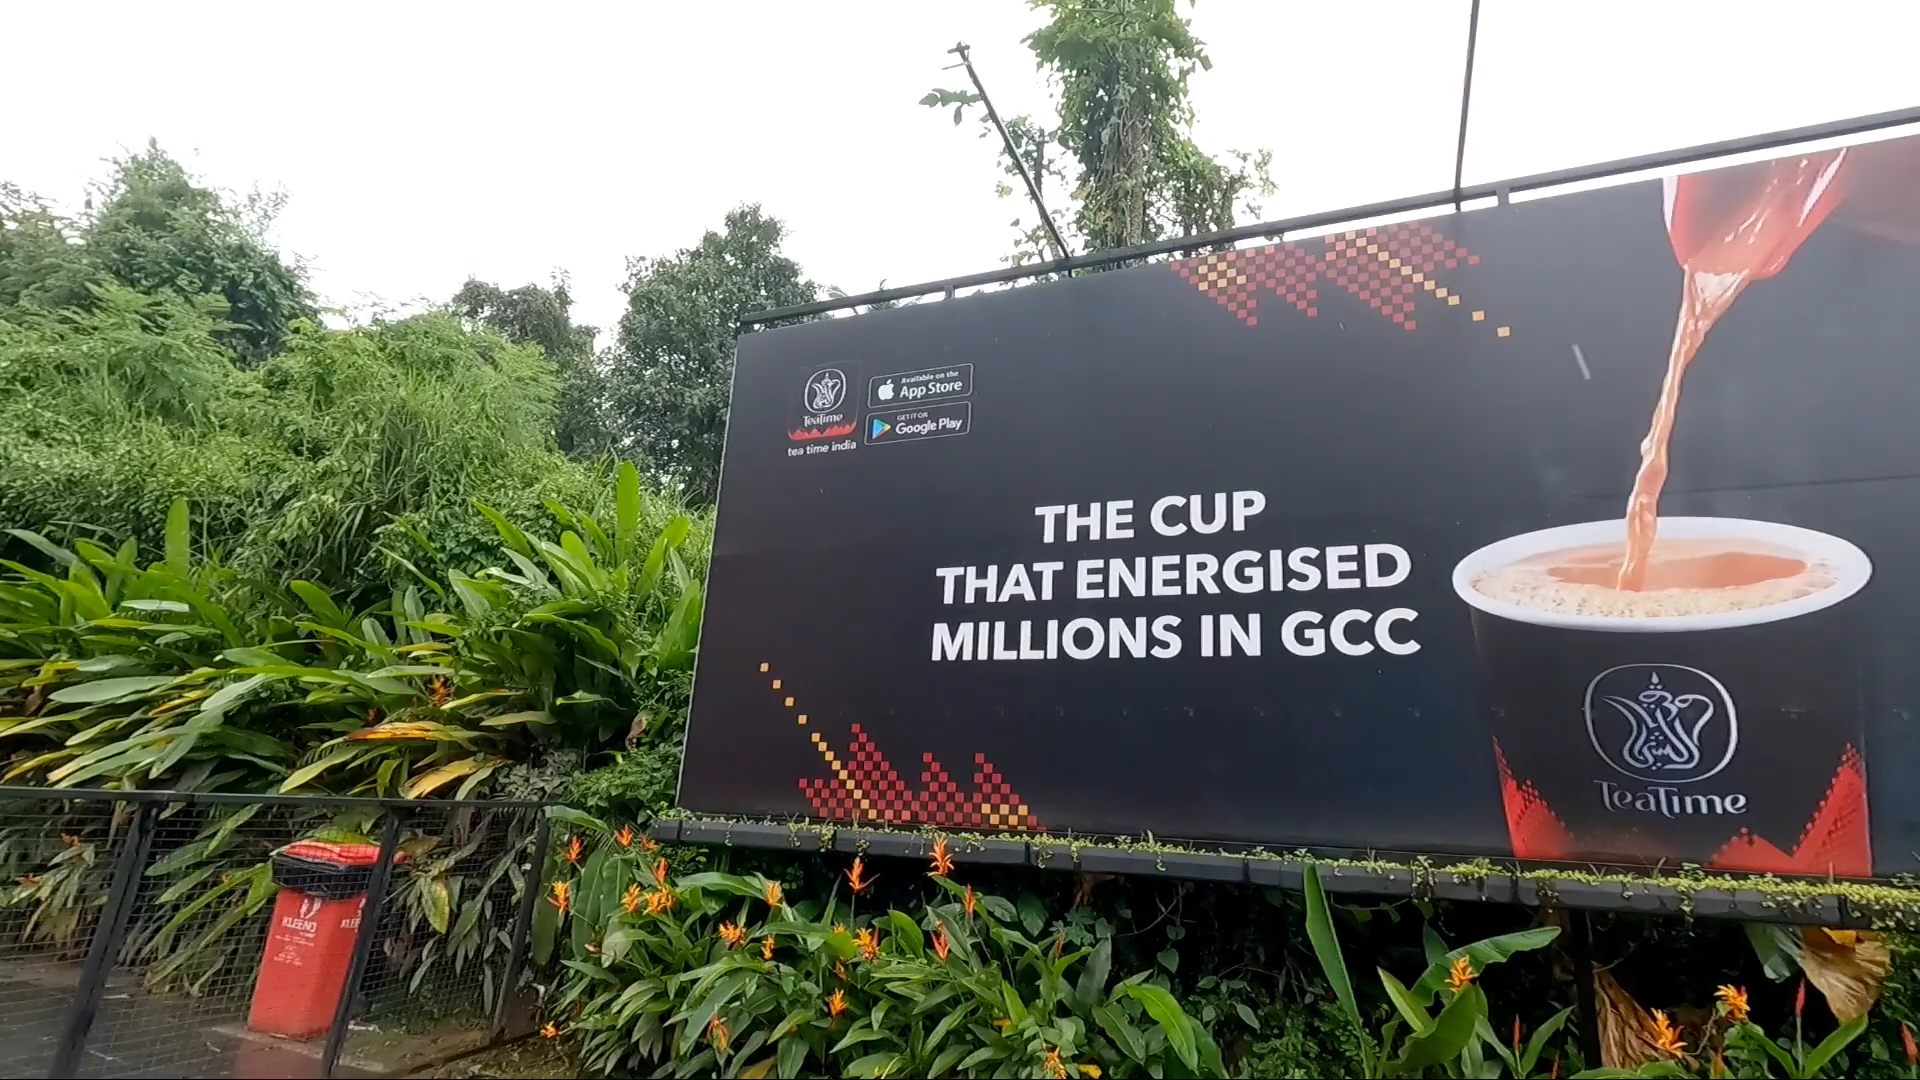 TeaTime
tea time india
Available on the
App Store
GET IT ON
Google Play
THE CUP
THAT ENERGISED
MILLIONS IN GCC
TeaTime
KLEENO